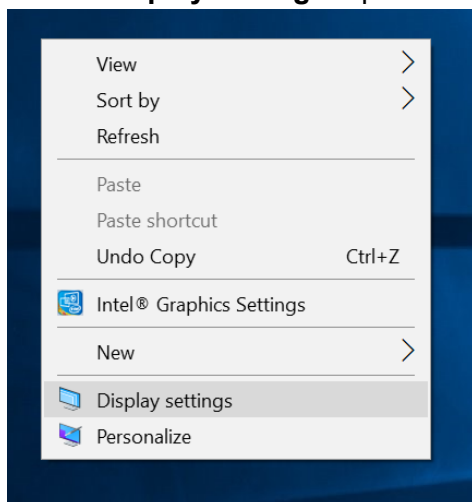 View
Sort by
Refresh
Paste
Paste shortcut
Undo Copy Ctrl+Z
Intel® Graphics Settings
New
Display settings
Personalize